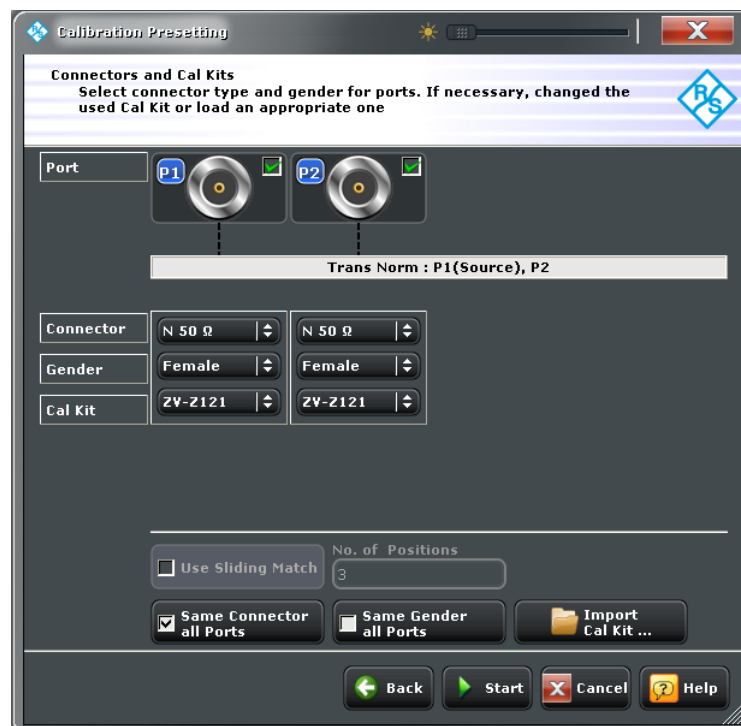 Calibration Presetting
X
Connectors and Cal Kits
Select connector type and gender for ports. If necessary, changed the
used Cal Kit or load an appropriate one
R/S
Port
P1
P2
Trans Norm : P1(Source), P2
Connector
N 50 Ω
N 50 Ω
Gender
Female
Female
Cal Kit
ZV-Z121
ZV-Z121
Use Sliding Match
No. of Positions
3
Same Connector
all Ports
Same Gender
all Ports
Import
Cal Kit ...
Back
Start
X Cancel
? Help